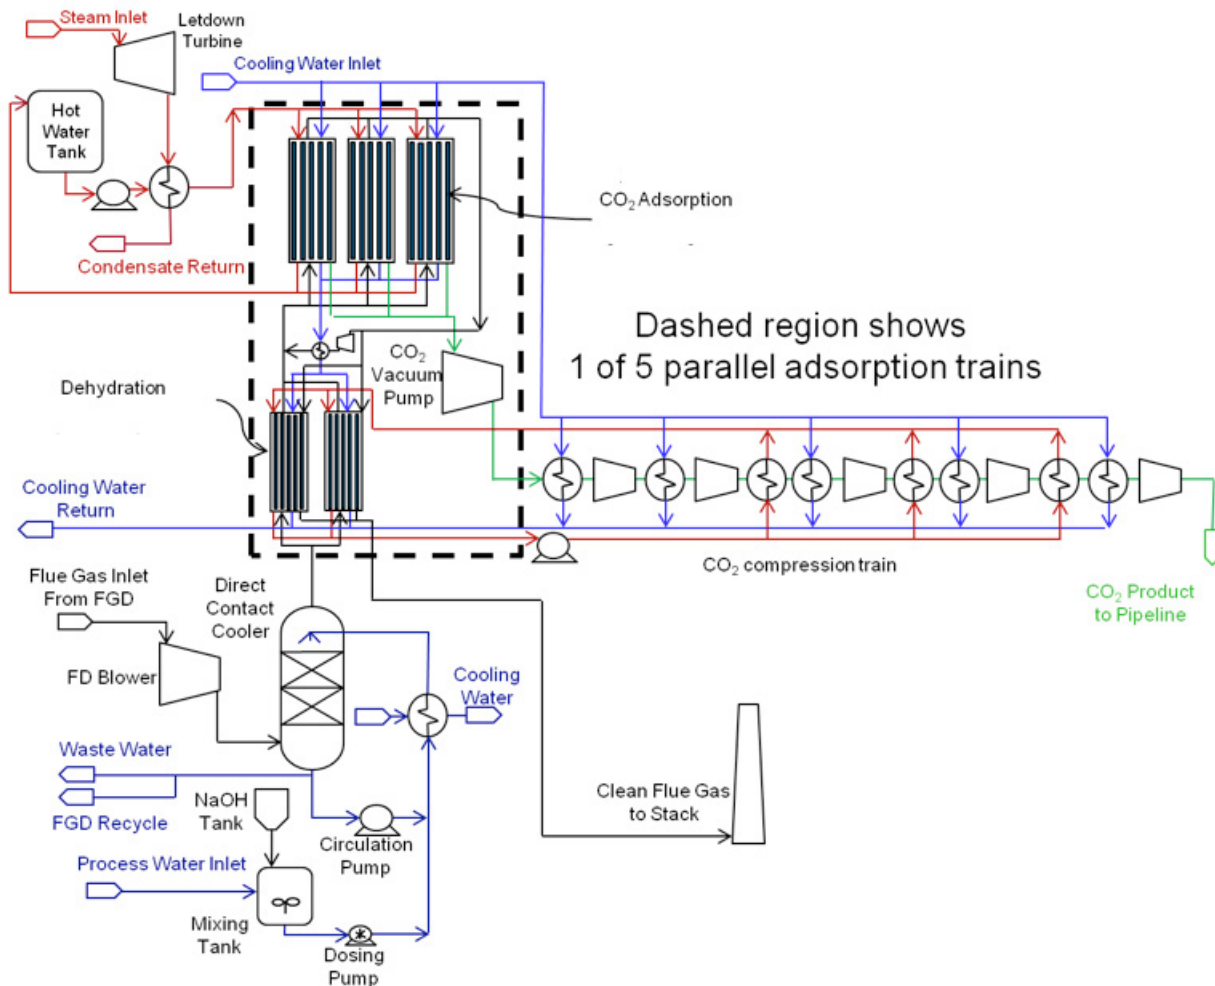 Steam Inlet
Letdown
Turbine
Cooling Water Inlet
Hot
Water
Tank
CO₂ Adsorption
Condensate Return
Dashed region shows
1 of 5 parallel adsorption trains
CO₂
Vacuum
Pump
Dehydration
Cooling Water
Return
CO₂ compression train
Flue Gas Inlet
From FGD
Direct
Contact
Cooler
CO₂ Product
to Pipeline
FD Blower
Cooling
Water
Waste Water
FGD Recycle
NaOH
Tank
Clean Flue Gas
to Stack
Circulation
Pump
Process Water Inlet
Mixing
Tank
Dosing
Pump